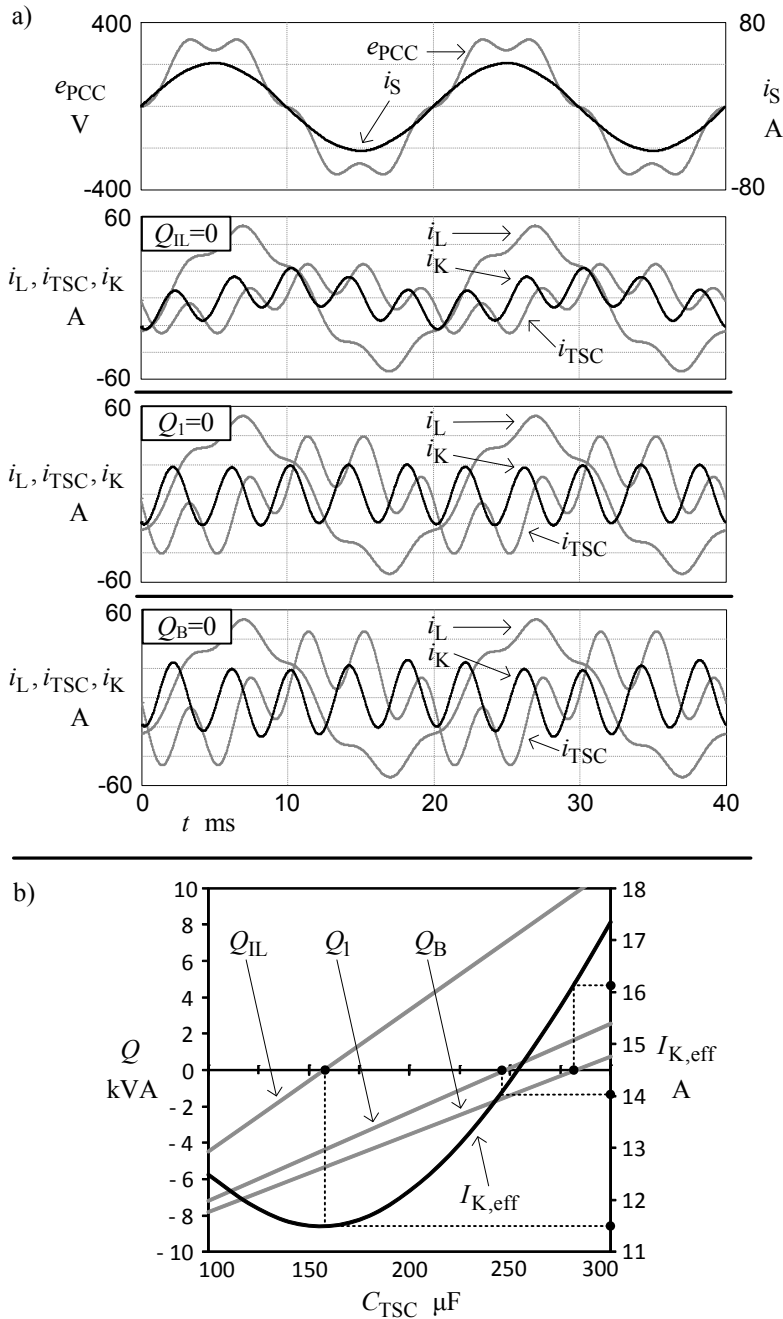 a)
400
80
e_PCC
i_S
e_PCC
V
i_S
A
-400
-80
60
Q_IL=0
i_L
i_K
i_L, i_TSC, i_K
A
i_TSC
-60
60
Q_1=0
i_L
i_K
i_L, i_TSC, i_K
A
i_TSC
-60
60
Q_B=0
i_L
i_K
i_L, i_TSC, i_K
A
i_TSC
-60
0 10 20 30 40
t ms
b)
10 18
8
Q_IL Q_1 Q_B
6 17
4
16
2
15
Q 0 I_K,eff
kVA A
- 2
14
- 4
13
- 6
I_K,eff
12
- 8
- 10 11
100 150 200 250 300
C_TSC μF